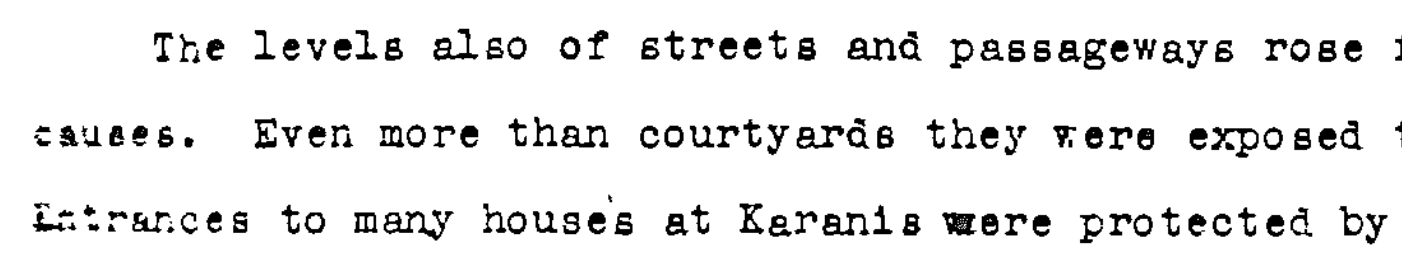 The levels also of streets and passageways rose
causes. Even more than courtyards they were exposed
Entrances to many houses at Karanis were protected by